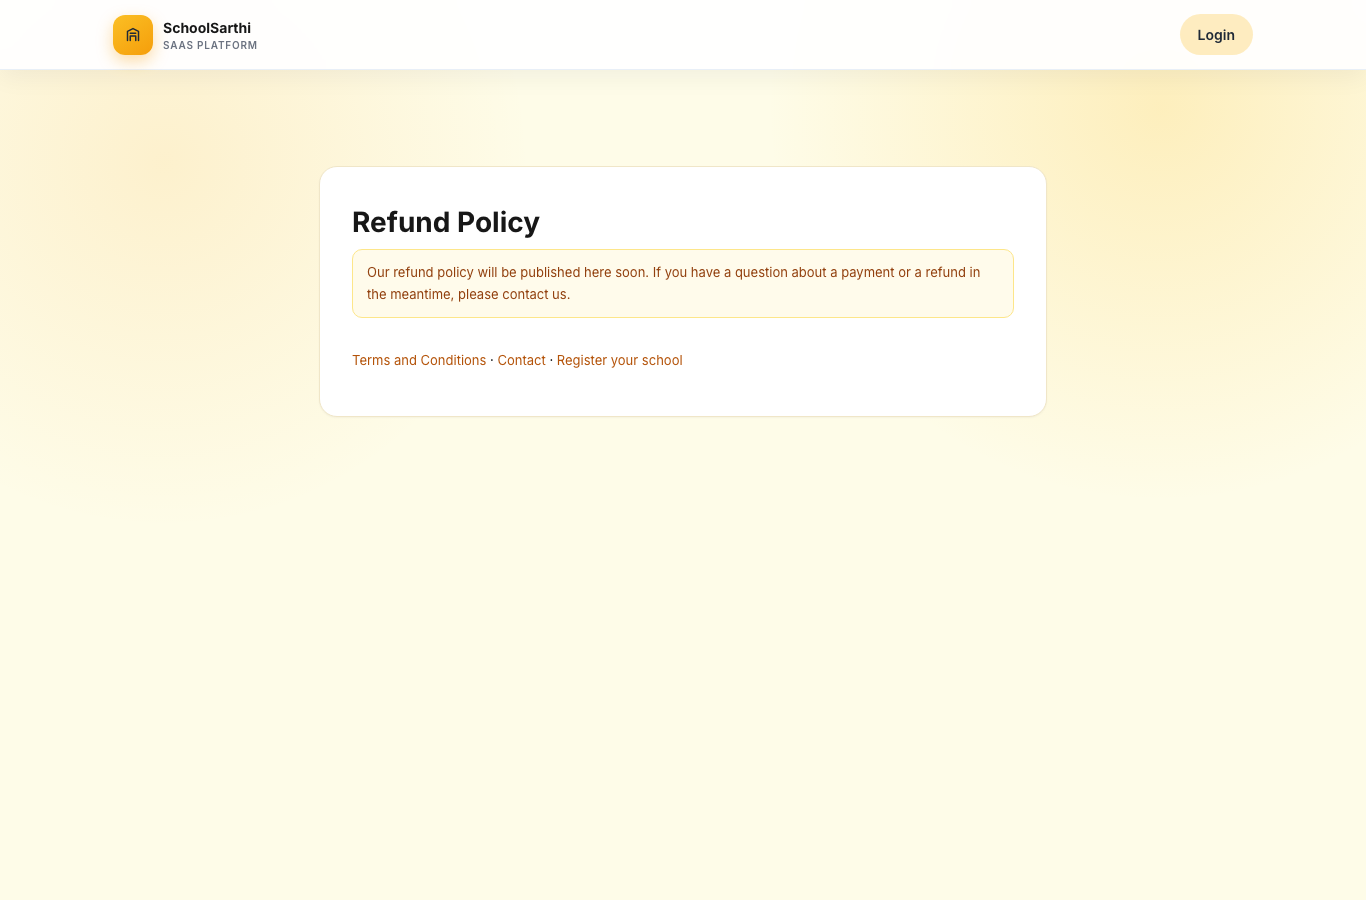 SchoolSarthi
SAAS PLATFORM
Login
Refund Policy
Our refund policy will be published here soon. If you have a question about a payment or a refund in
the meantime, please contact us.
Terms and Conditions · Contact · Register your school